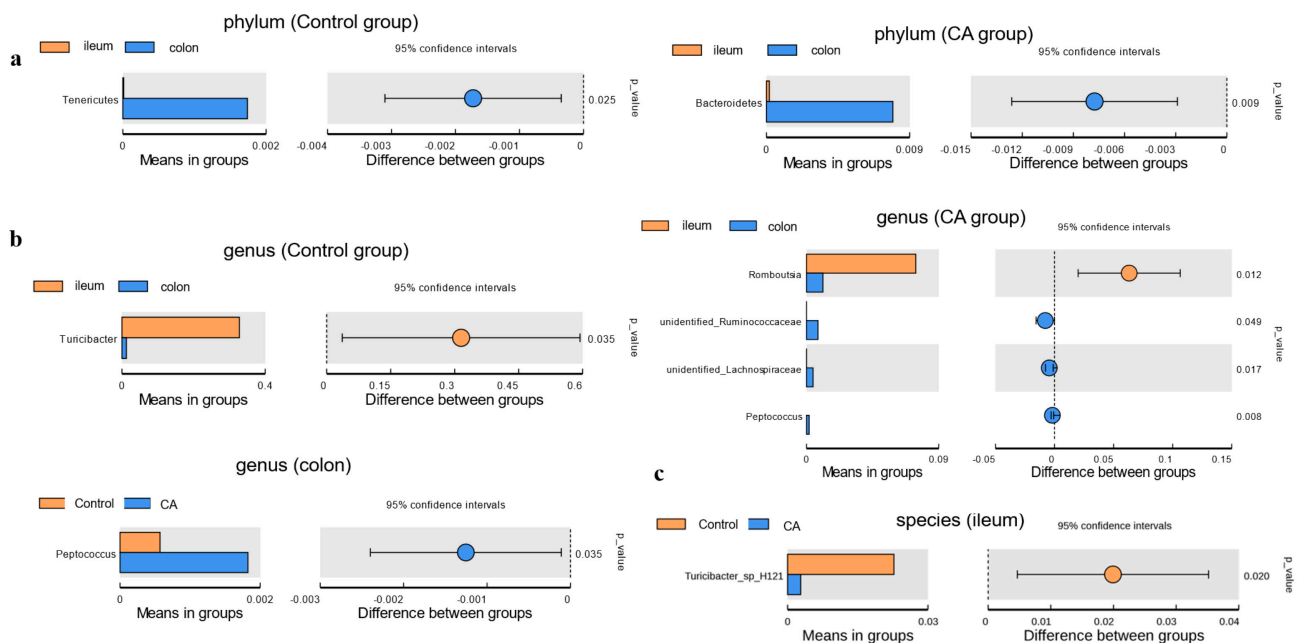 phylum (Control group)
ileum colon
95% confidence intervals
a
Tenericutes
0.025
p_value
0 0.002
-0.004 -0.003 -0.002 -0.001 0
Means in groups
Difference between groups
phylum (CA group)
ileum colon
95% confidence intervals
Bacteroidetes
0.009
p_value
0 0.009
-0.015 -0.012 -0.009 -0.006 -0.003 0
Means in groups
Difference between groups
b
genus (Control group)
ileum colon
95% confidence intervals
Turicibacter
0.035
p_value
0 0.4
0 0.15 0.3 0.45 0.6
Means in groups
Difference between groups
genus (CA group)
ileum colon
95% confidence intervals
Romboutsia
0.012
unidentified_Ruminococcaceae
0.049
unidentified_Lachnospiraceae
0.017
Peptococcus
0.008
p_value
0 0.09
-0.05 0 0.05 0.1 0.15
Means in groups
Difference between groups
genus (colon)
Control CA
95% confidence intervals
Peptococcus
0.035
p_value
0 0.002
-0.003 -0.002 -0.001 0
Means in groups
Difference between groups
c
species (ileum)
Control CA
95% confidence intervals
Turicibacter_sp_H121
0.020
p_value
0 0.03
0 0.01 0.02 0.03 0.04
Means in groups
Difference between groups